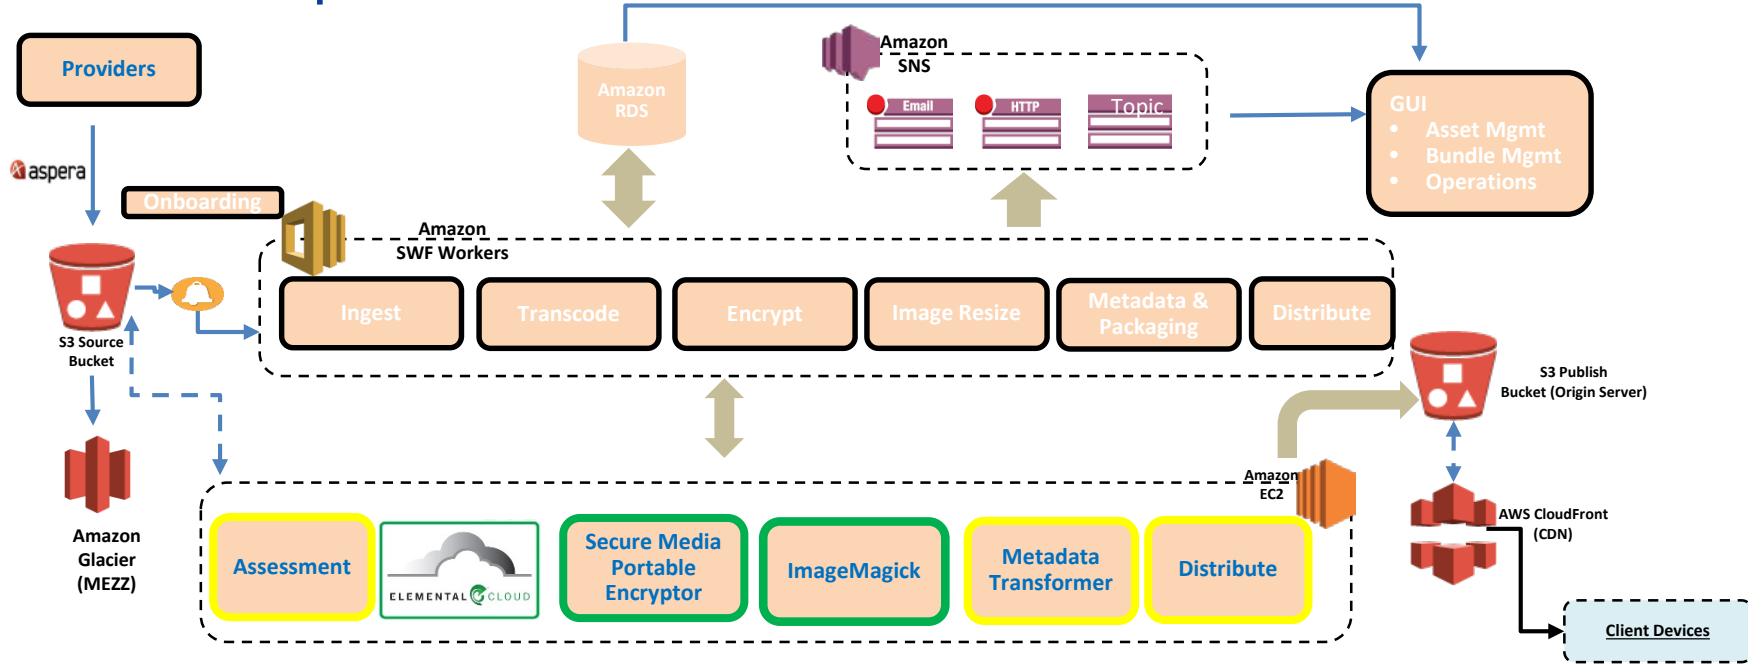 Providers
aspera
Onboarding
S3 Source
Bucket
Amazon
Glacier
(MEZZ)
Amazon
RDS
Amazon
SNS
Email
HTTP
Topic
GUI
• Asset Mgmt
• Bundle Mgmt
• Operations
Amazon
SWF Workers
Ingest
Transcode
Encrypt
Image Resize
Metadata &
Packaging
Distribute
S3 Publish
Bucket (Origin Server)
Amazon
EC2
Assessment
ELEMENTAL CLOUD
Secure Media
Portable
Encryptor
ImageMagick
Metadata
Transformer
Distribute
AWS CloudFront
(CDN)
Client Devices